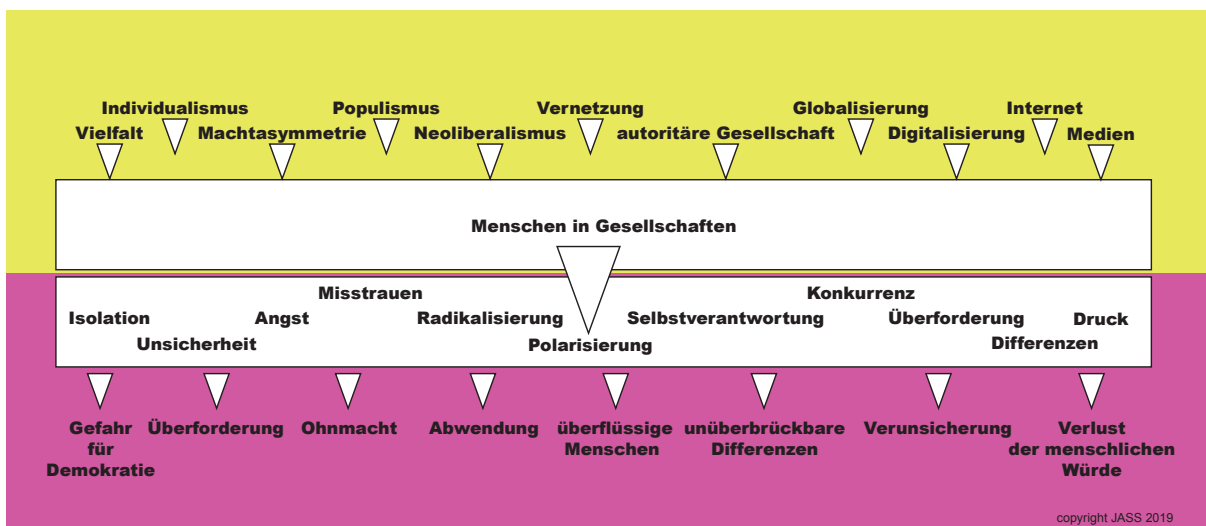 Individualismus Populismus Vernetzung Globalisierung Internet
Vielfalt Machtasymmetrie Neoliberalismus autoritäre Gesellschaft Digitalisierung Medien
Menschen in Gesellschaften
Misstrauen Konkurrenz
Isolation Angst Radikalisierung Selbstverantwortung Überforderung Druck
Unsicherheit Polarisierung Differenzen
Gefahr Überforderung Ohnmacht Abwendung überflüssige unüberbrückbare Verunsicherung Verlust
für Menschen Differenzen der menschlichen
Demokratie Würde
copyright JASS 2019